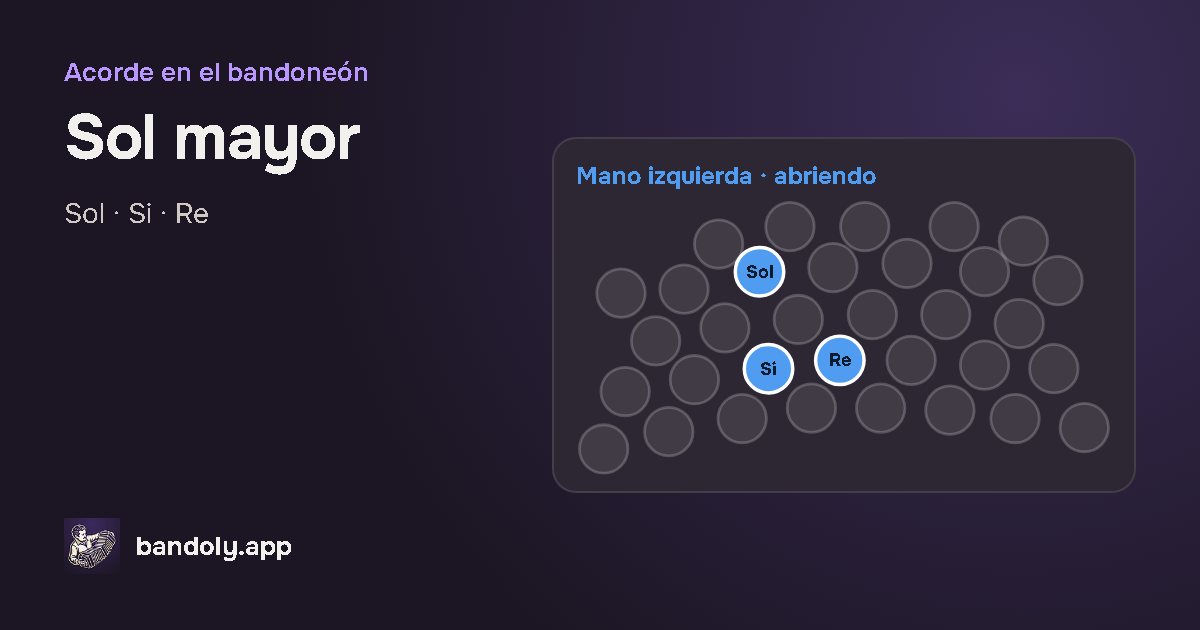 Acorde en el bandoneón
Sol mayor
Sol · Si · Re
Mano izquierda · abriendo
Sol
Si
Re
bandoly.app